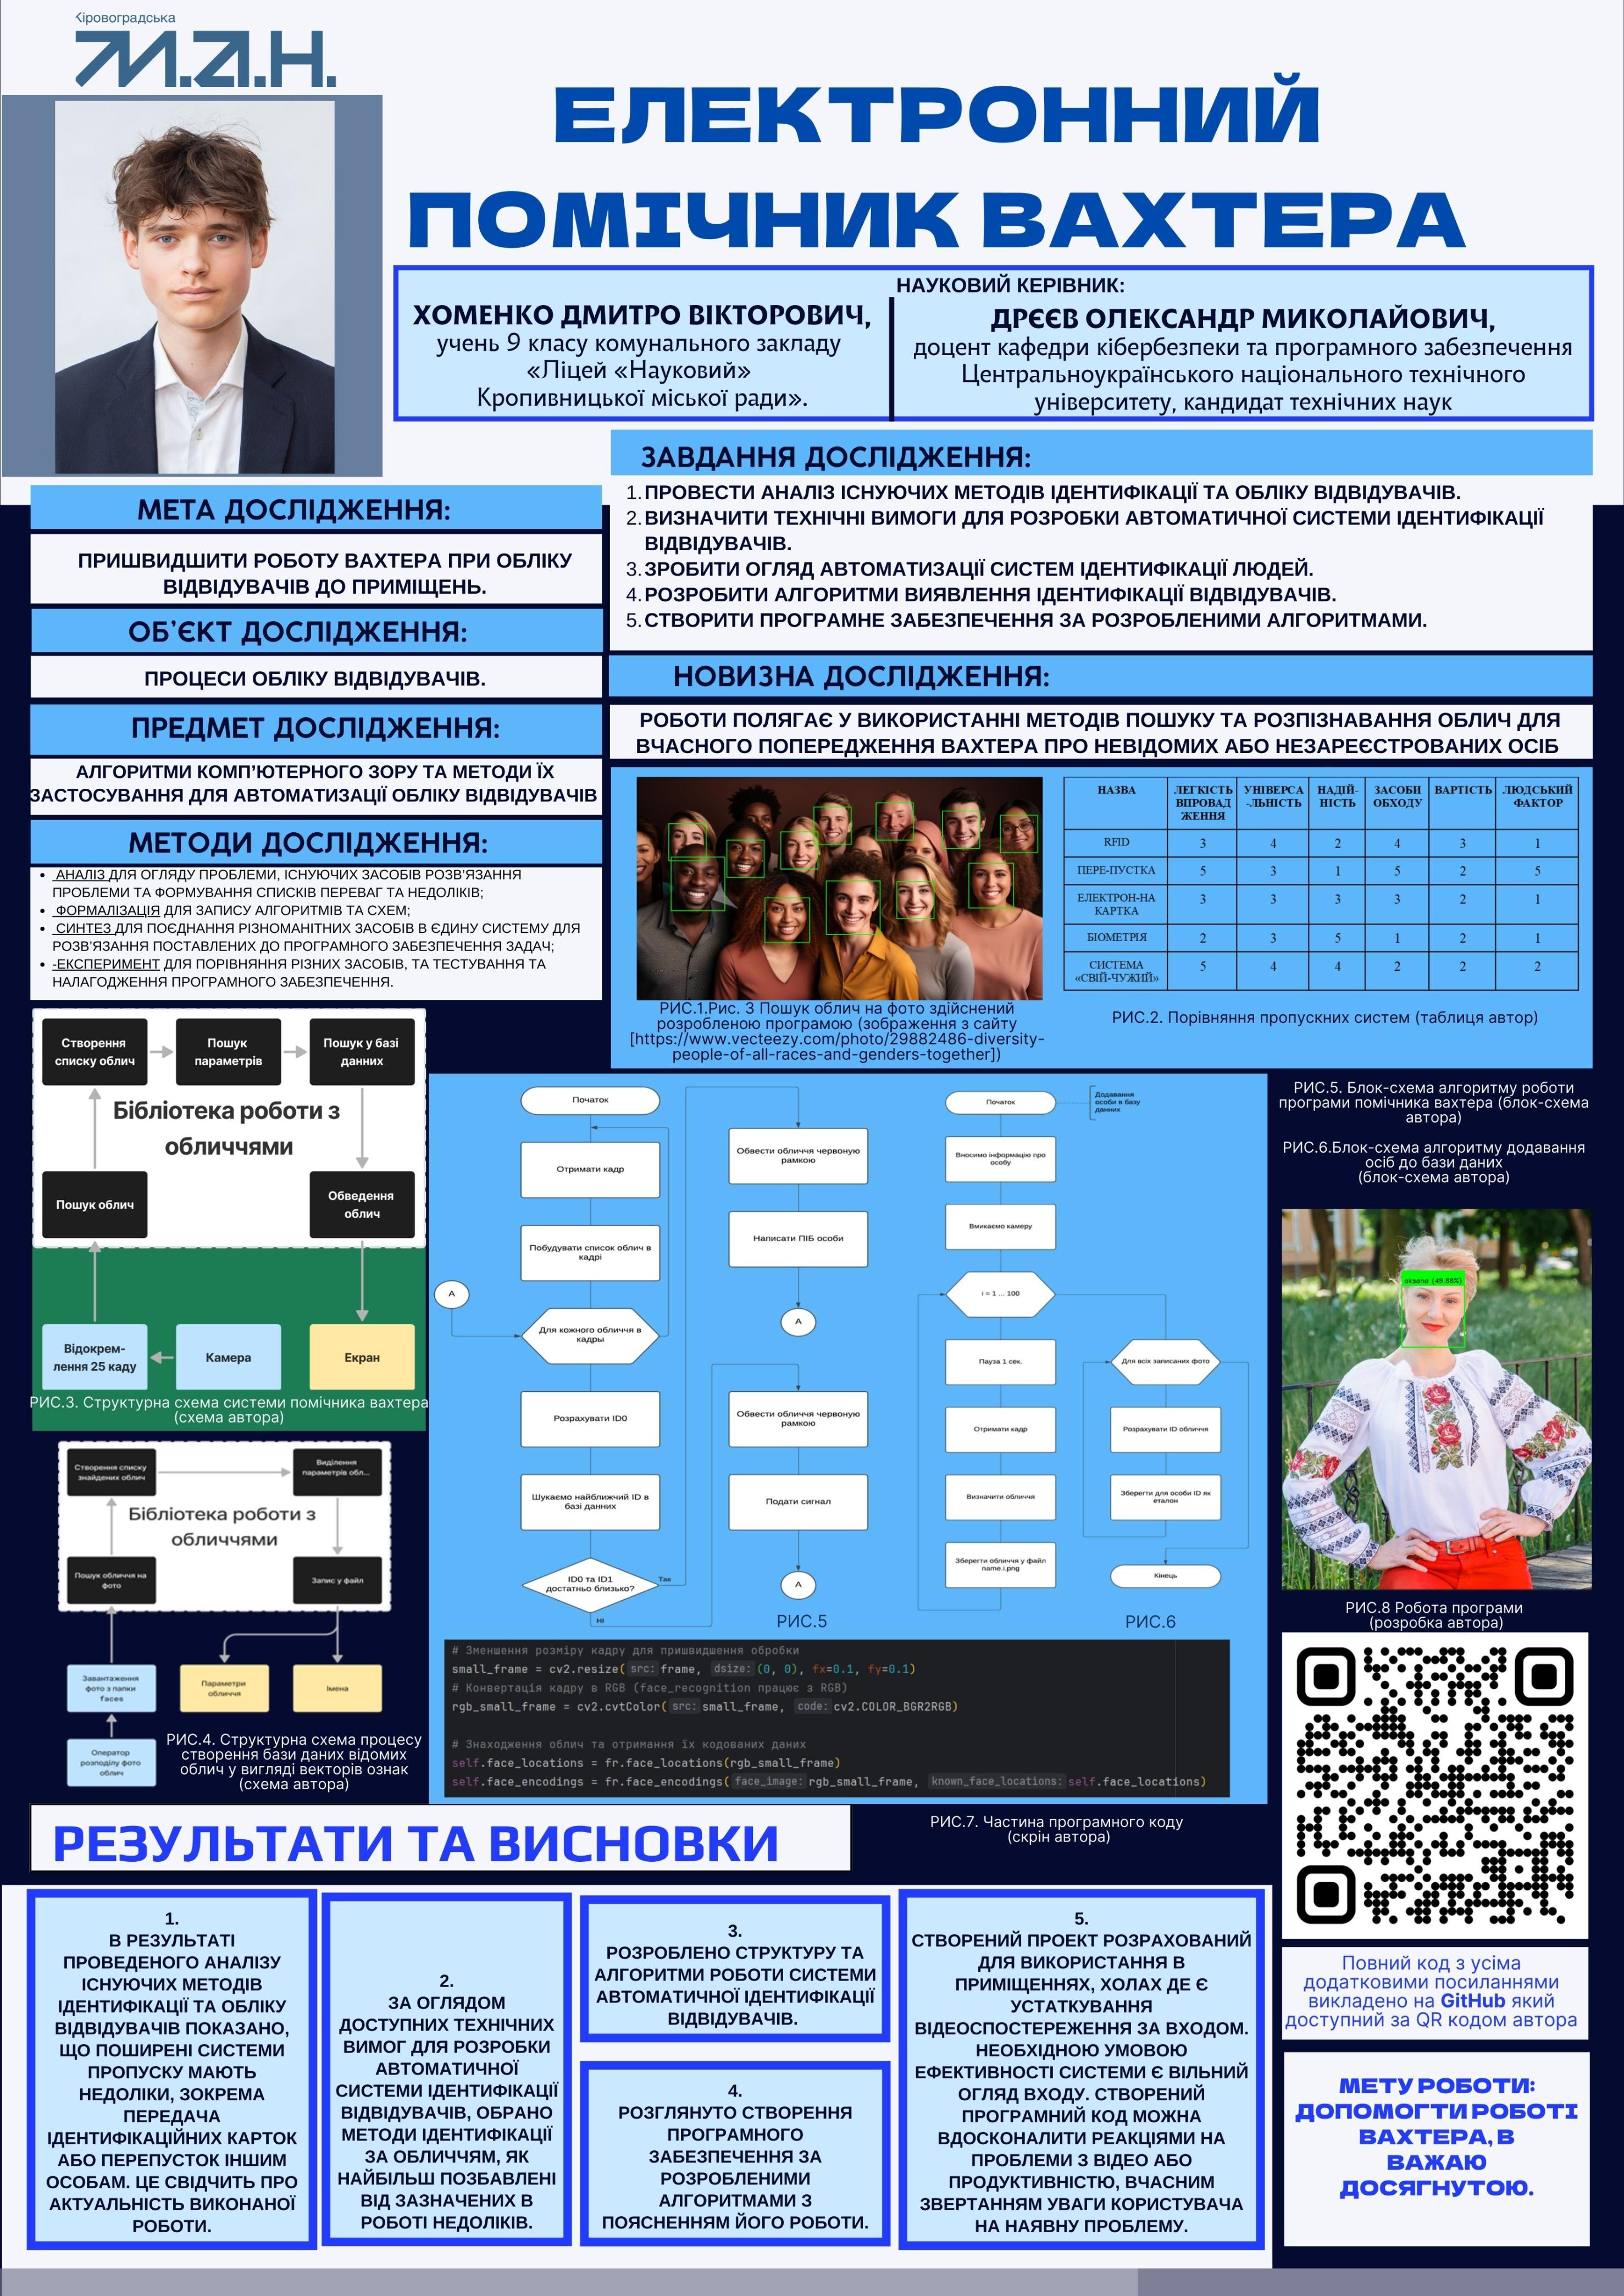 Кіровоградська
М.А.Н.
ЕЛЕКТРОННИЙ
ПОМІЧНИК ВАХТЕРА
ХОМЕНКО ДМИТРО ВІКТОРОВИЧ,
учень 9 класу комунального закладу
«Ліцей «Науковий»
Кропивницької міської ради».
НАУКОВИЙ КЕРІВНИК:
ДРЄЄВ ОЛЕКСАНДР МИКОЛАЙОВИЧ,
доцент кафедри кібербезпеки та програмного забезпечення
Центральноукраїнського національного технічного
університету, кандидат технічних наук
МЕТА ДОСЛІДЖЕННЯ:
ПРИШВИДШИТИ РОБОТУ ВАХТЕРА ПРИ ОБЛІКУ
ВІДВІДУВАЧІВ ДО ПРИМІЩЕНЬ.
ОБ'ЄКТ ДОСЛІДЖЕННЯ:
ПРОЦЕСИ ОБЛІКУ ВІДВІДУВАЧІВ.
ПРЕДМЕТ ДОСЛІДЖЕННЯ:
АЛГОРИТМИ КОМП'ЮТЕРНОГО ЗОРУ ТА МЕТОДИ ЇХ
ЗАСТОСУВАННЯ ДЛЯ АВТОМАТИЗАЦІЇ ОБЛІКУ ВІДВІДУВАЧІВ
МЕТОДИ ДОСЛІДЖЕННЯ:
• АНАЛІЗ ДЛЯ ОГЛЯДУ ПРОБЛЕМИ, ІСНУЮЧИХ ЗАСОБІВ РОЗВ'ЯЗАННЯ
ПРОБЛЕМИ ТА ФОРМУВАННЯ СПИСКІВ ПЕРЕВАГ ТА НЕДОЛІКІВ;
• ФОРМАЛІЗАЦІЯ ДЛЯ ЗАПИСУ АЛГОРИТМІВ ТА СХЕМ;
• СИНТЕЗ ДЛЯ ПОЄДНАННЯ РІЗНОМАНІТНИХ ЗАСОБІВ В ЄДИНУ СИСТЕМУ ДЛЯ
РОЗВ'ЯЗАННЯ ПОСТАВЛЕНИХ ДО ПРОГРАМНОГО ЗАБЕЗПЕЧЕННЯ ЗАДАЧ;
• -ЕКСПЕРИМЕНТ ДЛЯ ПОРІВНЯННЯ РІЗНИХ ЗАСОБІВ, ТА ТЕСТУВАННЯ ТА
НАЛАГОДЖЕННЯ ПРОГРАМНОГО ЗАБЕЗПЕЧЕННЯ.
ЗАВДАННЯ ДОСЛІДЖЕННЯ:
1. ПРОВЕСТИ АНАЛІЗ ІСНУЮЧИХ МЕТОДІВ ІДЕНТИФІКАЦІЇ ТА ОБЛІКУ ВІДВІДУВАЧІВ.
2. ВИЗНАЧИТИ ТЕХНІЧНІ ВИМОГИ ДЛЯ РОЗРОБКИ АВТОМАТИЧНОЇ СИСТЕМИ ІДЕНТИФІКАЦІЇ
ВІДВІДУВАЧІВ.
3. ЗРОБИТИ ОГЛЯД АВТОМАТИЗАЦІЇ СИСТЕМ ІДЕНТИФІКАЦІЇ ЛЮДЕЙ.
4. РОЗРОБИТИ АЛГОРИТМИ ВИЯВЛЕННЯ ІДЕНТИФІКАЦІЇ ВІДВІДУВАЧІВ.
5. СТВОРИТИ ПРОГРАМНЕ ЗАБЕЗПЕЧЕННЯ ЗА РОЗРОБЛЕНИМИ АЛГОРИТМАМИ.
НОВИЗНА ДОСЛІДЖЕННЯ:
РОБОТИ ПОЛЯГАЄ У ВИКОРИСТАННІ МЕТОДІВ ПОШУКУ ТА РОЗПІЗНАВАННЯ ОБЛИЧ ДЛЯ
ВЧАСНОГО ПОПЕРЕДЖЕННЯ ВАХТЕРА ПРО НЕВІДОМИХ АБО НЕЗАРЕЄСТРОВАНИХ ОСІБ
РИС.1.Рис. 3 Пошук облич на фото здійснений
розробленою програмою (зображення з сайту
[https://www.vecteezy.com/photo/29882486-diversity-
people-of-all-races-and-genders-together])
НАЗВА ЛЕГКІСТЬ ВПРОВАД ЖЕННЯ УНІВЕРСА -ЛЬНІСТЬ НАДІЙ-НІСТЬ ЗАСОБИ ОБХОДУ ВАРТІСТЬ ЛЮДСЬКИЙ ФАКТОР
RFID 3 4 2 4 3 1
ПЕРЕ-ПУСТКА 5 3 1 5 2 5
ЕЛЕКТРОН-НА КАРТКА 3 3 3 3 2 1
БІОМЕТРІЯ 2 3 5 1 2 1
СИСТЕМА «СВІЙ-ЧУЖИЙ» 5 4 4 2 2 2
РИС.2. Порівняння пропускних систем (таблиця автор)
Створення
списку облич
Пошук
параметрів
Пошук у базі
даних
Бібліотека роботи з
обличчями
Пошук облич
Обведення
облич
Відокрем-
лення 25 каду
Камера
Екран
РИС.3. Структурна схема системи помічника вахтера
(схема автора)
Створення списку
знайдених облич
Виділення
параметрів обл...
Бібліотека роботи з
обличчями
Пошук обличчя на
фото
Запис у файл
Завантаження
фото з папки
faces
Параметри
обличчя
Імена
Оператор
розподілу фото
облич
РИС.4. Структурна схема процесу
створення бази даних відомих
облич у вигляді векторів ознак
(схема автора)
Початок
Отримати кадр
Побудувати список облич в
кадрі
А
Для кожного обличчя в
кадры
Розрахувати ID0
Шукаємо найближчий ID в
базі данних
ID0 та ID1
достатньо близько?
Так
НІ
Обвести обличчя червоную
рамкою
Написати ПІБ особи
А
Обвести обличчя червоную
рамкою
Подати сигнал
А
РИС.5
Початок
Додавання
особи в базу
данних
Вносимо інформацію про
особу
Вмикаємо камеру
i = 1 ... 100
Пауза 1 сек.
Отримати кадр
Визначити обличчя
Зберегти обличчя у файл
name.i.png
Для всіх записаних фото
Розрахувати ID обличчя
Зберегти для особи ID як
еталон
Кінець
РИС.6
# Зменшення розміру кадру для пришвидшення обробки
small_frame = cv2.resize( src: frame, dsize: (0, 0), fx=0.1, fy=0.1)
# Конвертація кадру в RGB (face_recognition працює з RGB)
rgb_small_frame = cv2.cvtColor( src: small_frame, code: cv2.COLOR_BGR2RGB)
# Знаходження облич та отримання їх кодованих даних
self.face_locations = fr.face_locations(rgb_small_frame)
self.face_encodings = fr.face_encodings( face_image: rgb_small_frame, known_face_locations: self.face_locations)
РИС.7. Частина програмного коду
(скрін автора)
РИС.5. Блок-схема алгоритму роботи
програми помічника вахтера (блок-схема
автора)
РИС.6.Блок-схема алгоритму додавання
осіб до бази даних
(блок-схема автора)
oksana (49.88%)
РИС.8 Робота програми
(розробка автора)
Повний код з усіма
додатковими посиланнями
викладено на GitHub який
доступний за QR кодом автора
РЕЗУЛЬТАТИ ТА ВИСНОВКИ
1.
В РЕЗУЛЬТАТІ
ПРОВЕДЕНОГО АНАЛІЗУ
ІСНУЮЧИХ МЕТОДІВ
ІДЕНТИФІКАЦІЇ ТА ОБЛІКУ
ВІДВІДУВАЧІВ ПОКАЗАНО,
ЩО ПОШИРЕНІ СИСТЕМИ
ПРОПУСКУ МАЮТЬ
НЕДОЛІКИ, ЗОКРЕМА
ПЕРЕДАЧА
ІДЕНТИФІКАЦІЙНИХ КАРТОК
АБО ПЕРЕПУСТОК ІНШИМ
ОСОБАМ. ЦЕ СВІДЧИТЬ ПРО
АКТУАЛЬНІСТЬ ВИКОНАНОЇ
РОБОТИ.
2.
ЗА ОГЛЯДОМ
ДОСТУПНИХ ТЕХНІЧНИХ
ВИМОГ ДЛЯ РОЗРОБКИ
АВТОМАТИЧНОЇ
СИСТЕМИ ІДЕНТИФІКАЦІЇ
ВІДВІДУВАЧІВ, ОБРАНО
МЕТОДИ ІДЕНТИФІКАЦІЇ
ЗА ОБЛИЧЧЯМ, ЯК
НАЙБІЛЬШ ПОЗБАВЛЕНІ
ВІД ЗАЗНАЧЕНИХ В
РОБОТІ НЕДОЛІКІВ.
3.
РОЗРОБЛЕНО СТРУКТУРУ ТА
АЛГОРИТМИ РОБОТИ СИСТЕМИ
АВТОМАТИЧНОЇ ІДЕНТИФІКАЦІЇ
ВІДВІДУВАЧІВ.
4.
РОЗГЛЯНУТО СТВОРЕННЯ
ПРОГРАМНОГО
ЗАБЕЗПЕЧЕННЯ ЗА
РОЗРОБЛЕНИМИ
АЛГОРИТМАМИ З
ПОЯСНЕННЯМ ЙОГО РОБОТИ.
5.
СТВОРЕНИЙ ПРОЕКТ РОЗРАХОВАНИЙ
ДЛЯ ВИКОРИСТАННЯ В
ПРИМІЩЕННЯХ, ХОЛАХ ДЕ Є
УСТАТКУВАННЯ
ВІДЕОСПОСТЕРЕЖЕННЯ ЗА ВХОДОМ.
НЕОБХІДНОЮ УМОВОЮ
ЕФЕКТИВНОСТІ СИСТЕМИ Є ВІЛЬНИЙ
ОГЛЯД ВХОДУ. СТВОРЕНИЙ
ПРОГРАМНИЙ КОД МОЖНА
ВДОСКОНАЛИТИ РЕАКЦІЯМИ НА
ПРОБЛЕМИ З ВІДЕО АБО
ПРОДУКТИВНІСТЮ, ВЧАСНИМ
ЗВЕРТАННЯМ УВАГИ КОРИСТУВАЧА
НА НАЯВНУ ПРОБЛЕМУ.
МЕТУ РОБОТИ:
ДОПОМОГТИ РОБОТІ
ВАХТЕРА, В
ВАЖАЮ
ДОСЯГНУТОЮ.